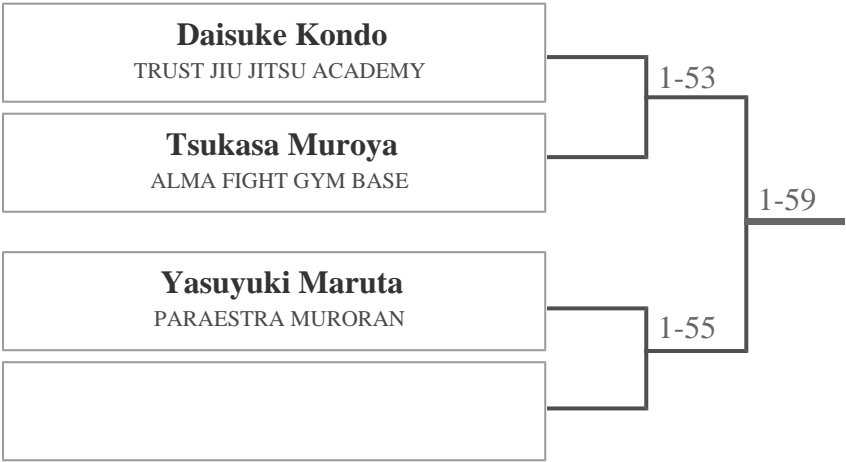 Daisuke Kondo
TRUST JIU JITSU ACADEMY
1-53
Tsukasa Muroya
ALMA FIGHT GYM BASE
1-59
Yasuyuki Maruta
PARAESTRA MURORAN
1-55